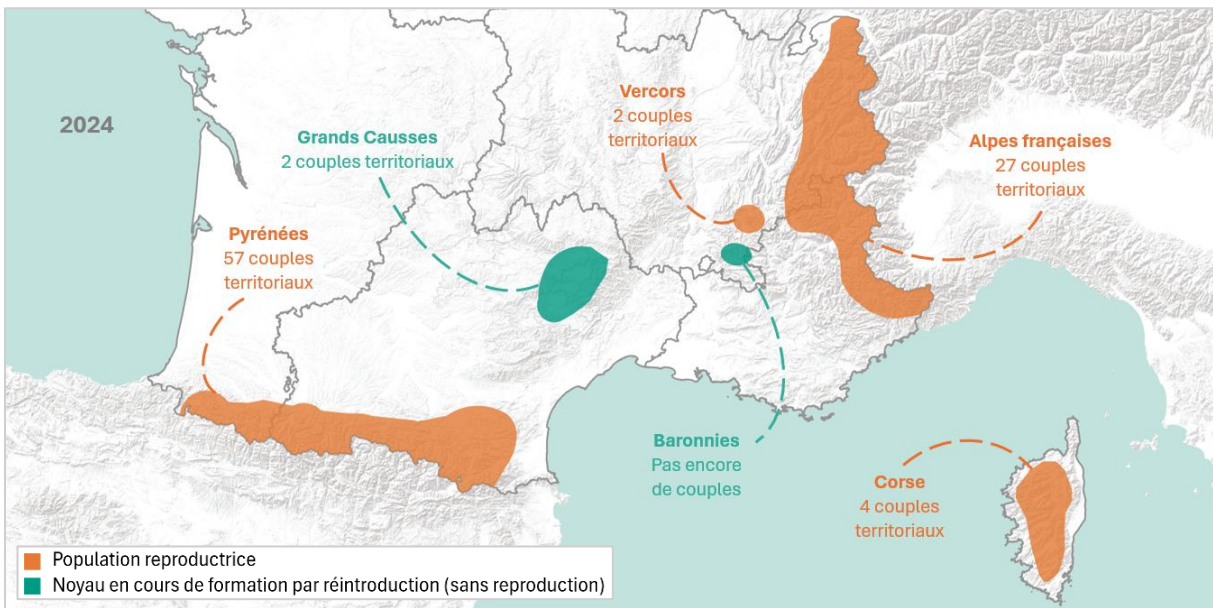 2024
Grands Causses
2 couples territoriaux
Vercors
2 couples
territoriaux
Alpes françaises
27 couples
territoriaux
Pyrénées
57 couples
territoriaux
Baronnies
Pas encore
de couples
Corse
4 couples
territoriaux
Population reproductrice
Noyau en cours de formation par réintroduction (sans reproduction)